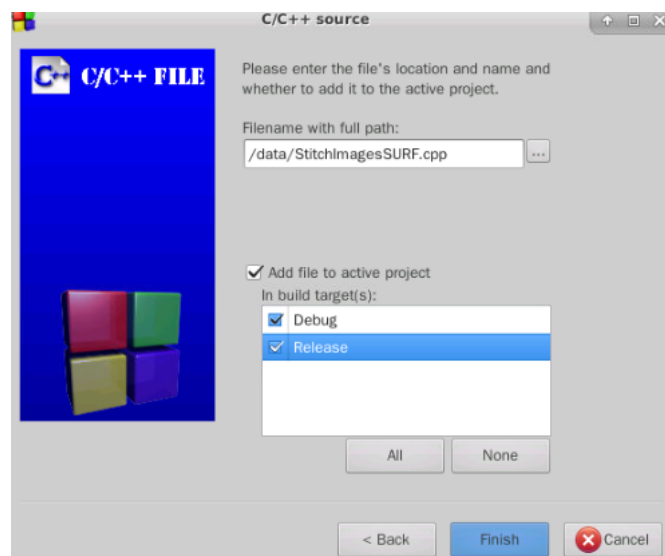 C/C++ source
C++
C/C++ FILE
Please enter the file's location and name and
whether to add it to the active project.
Filename with full path:
/data/StitchImagesSURF.cpp
...
Add file to active project
In build target(s):
Debug
Release
All
None
< Back
Finish
Cancel